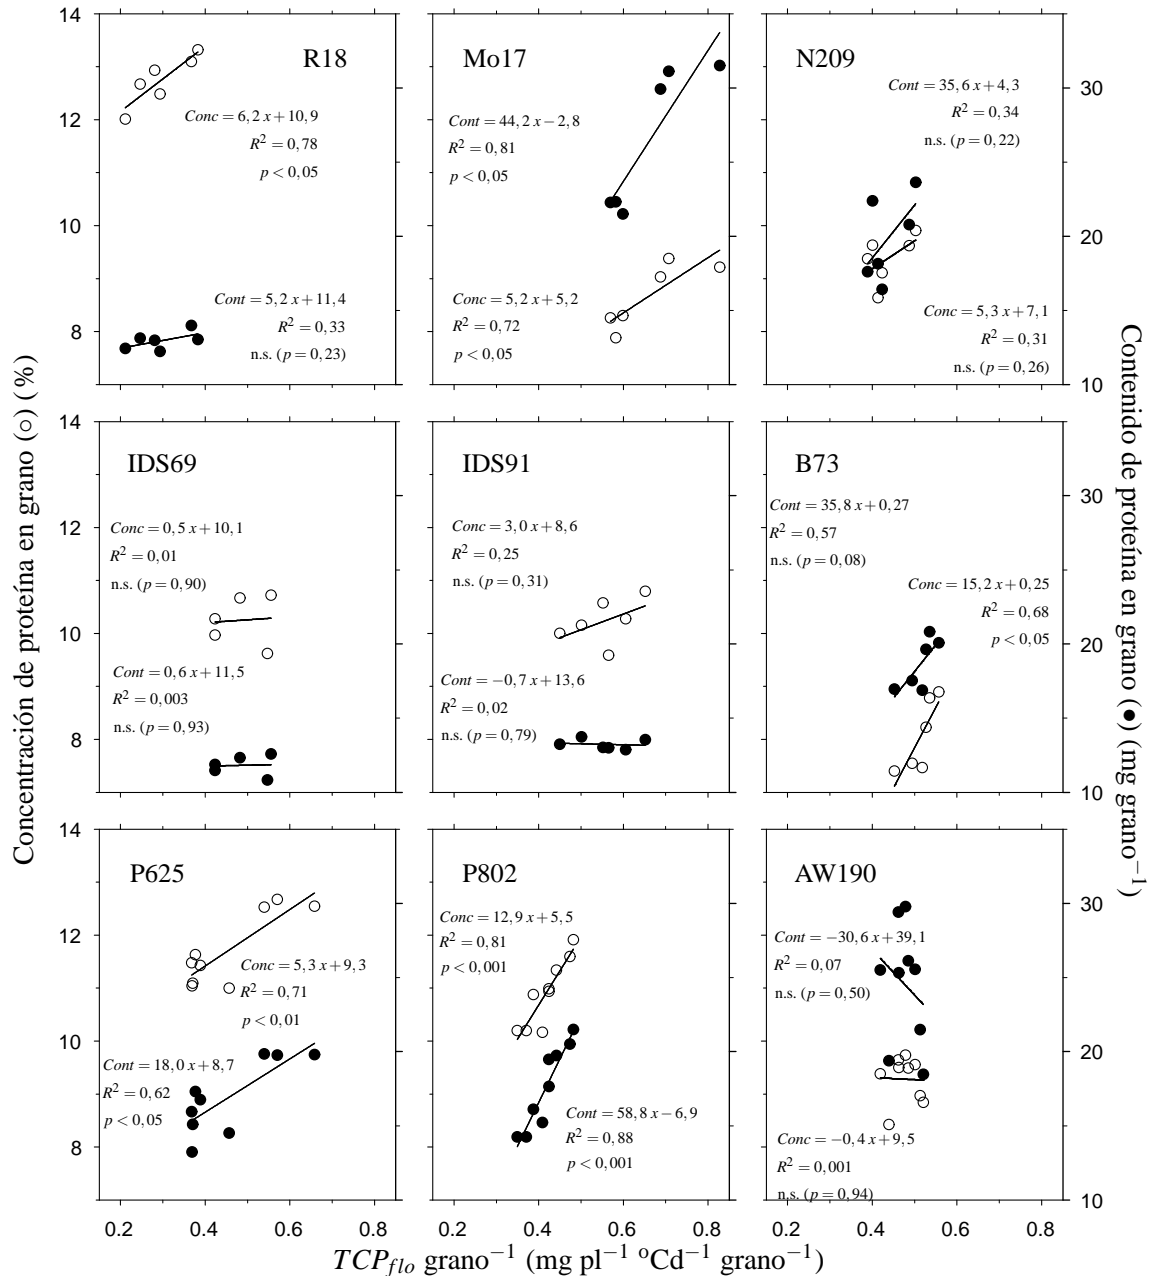 14
12
10
8
R18
Conc = 6,2 x + 10,9
R² = 0,78
p < 0,05
Cont = 5,2 x + 11,4
R² = 0,33
n.s. (p = 0,23)
Mo17
Cont = 44,2 x − 2,8
R² = 0,81
p < 0,05
Conc = 5,2 x + 5,2
R² = 0,72
p < 0,05
N209
Cont = 35,6 x + 4,3
R² = 0,34
n.s. (p = 0,22)
Conc = 5,3 x + 7,1
R² = 0,31
n.s. (p = 0,26)
30
20
10
14
12
10
8
IDS69
Conc = 0,5 x + 10,1
R² = 0,01
n.s. (p = 0,90)
Cont = 0,6 x + 11,5
R² = 0,003
n.s. (p = 0,93)
IDS91
Conc = 3,0 x + 8,6
R² = 0,25
n.s. (p = 0,31)
Cont = −0,7 x + 13,6
R² = 0,02
n.s. (p = 0,79)
B73
Cont = 35,8 x + 0,27
R² = 0,57
n.s. (p = 0,08)
Conc = 15,2 x + 0,25
R² = 0,68
p < 0,05
30
20
10
14
12
10
8
P625
Conc = 5,3 x + 9,3
R² = 0,71
p < 0,01
Cont = 18,0 x + 8,7
R² = 0,62
p < 0,05
P802
Conc = 12,9 x + 5,5
R² = 0,81
p < 0,001
Cont = 58,8 x − 6,9
R² = 0,88
p < 0,001
AW190
Cont = −30,6 x + 39,1
R² = 0,07
n.s. (p = 0,50)
Conc = −0,4 x + 9,5
R² = 0,001
n.s. (p = 0,94)
30
20
10
0.2 0.4 0.6 0.8
0.2 0.4 0.6 0.8
0.2 0.4 0.6 0.8
TCP_flo grano⁻¹ (mg pl⁻¹ ºCd⁻¹ grano⁻¹)
Concentración de proteína en grano (○) (%)
Contenido de proteína en grano (●) (mg grano⁻¹)